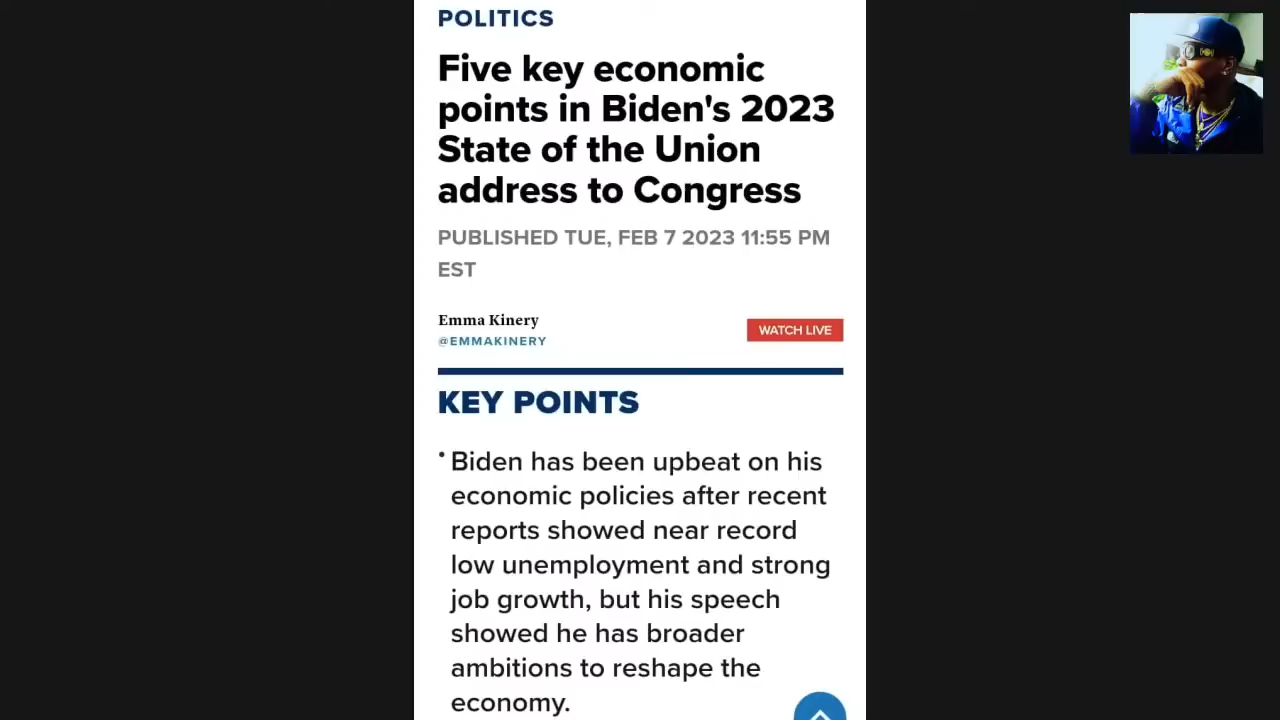 POLITICS
Five key economic
points in Biden's 2023
State of the Union
address to Congress
PUBLISHED TUE, FEB 7 2023 11:55 PM
EST
Emma Kinery
@EMMAKINERY
WATCH LIVE
KEY POINTS
• Biden has been upbeat on his
economic policies after recent
reports showed near record
low unemployment and strong
job growth, but his speech
showed he has broader
ambitions to reshape the
economy.